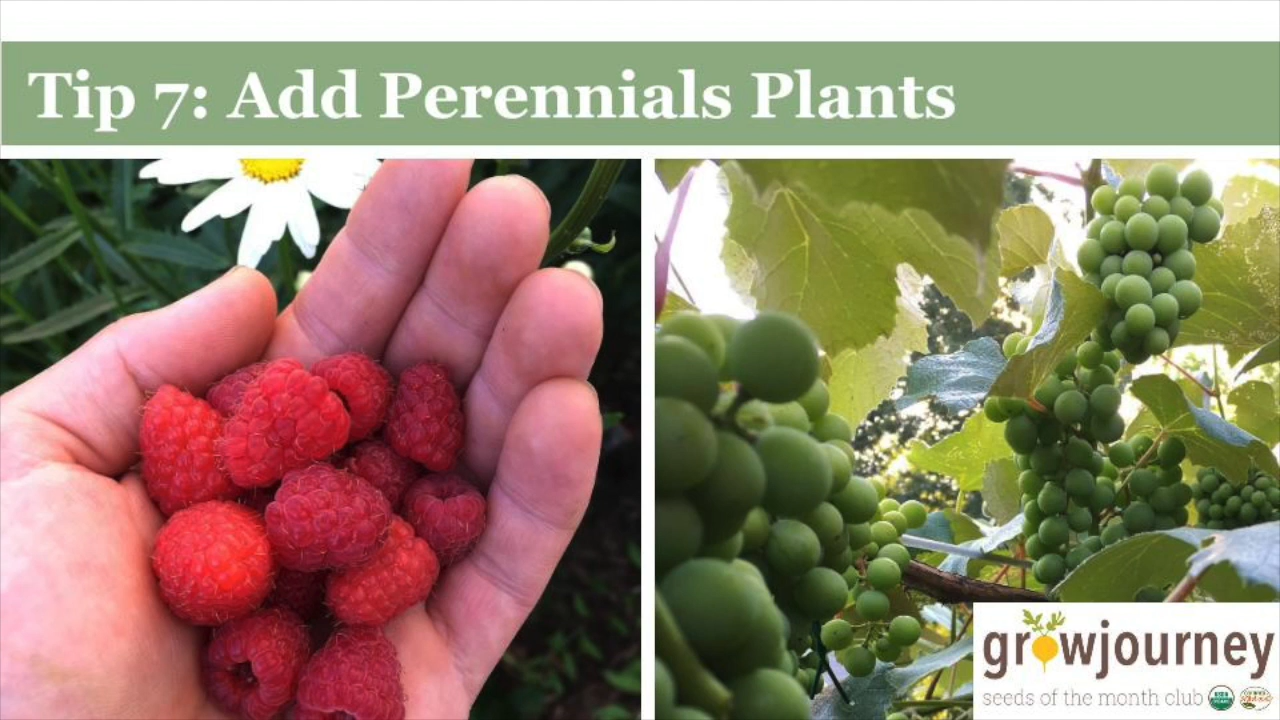 Tip 7: Add Perennials Plants
growjourney
seeds of the month club